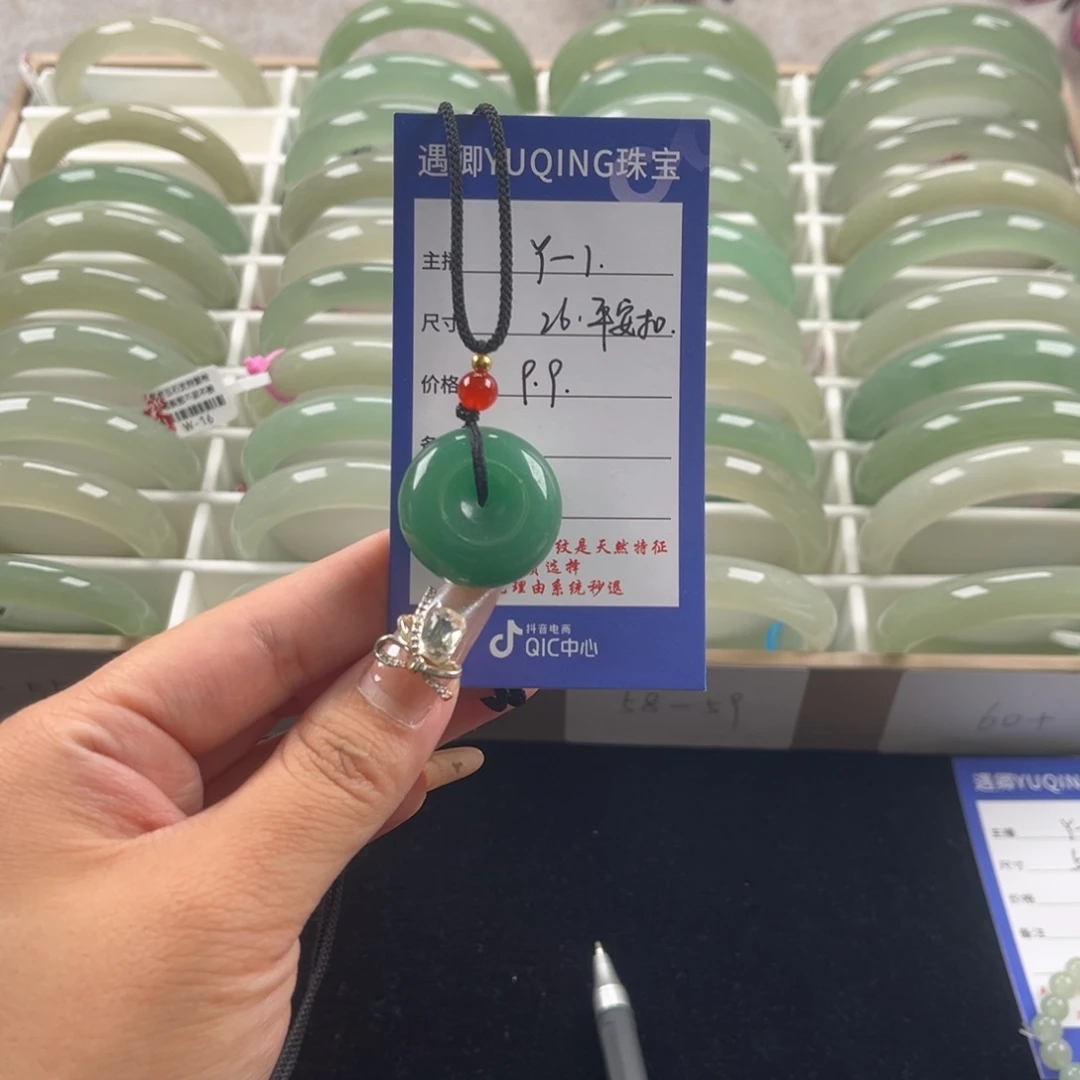 遇卿YUQING珠宝
主播 Y-1.
尺寸 26.平安扣.
价格 9.9.
纹是天然特征
选择
理由系统秒退
抖音电商
QIC中心
W-16
58-59
60+
遇卿YUQIN
主播 Y-
尺寸
价格
备注